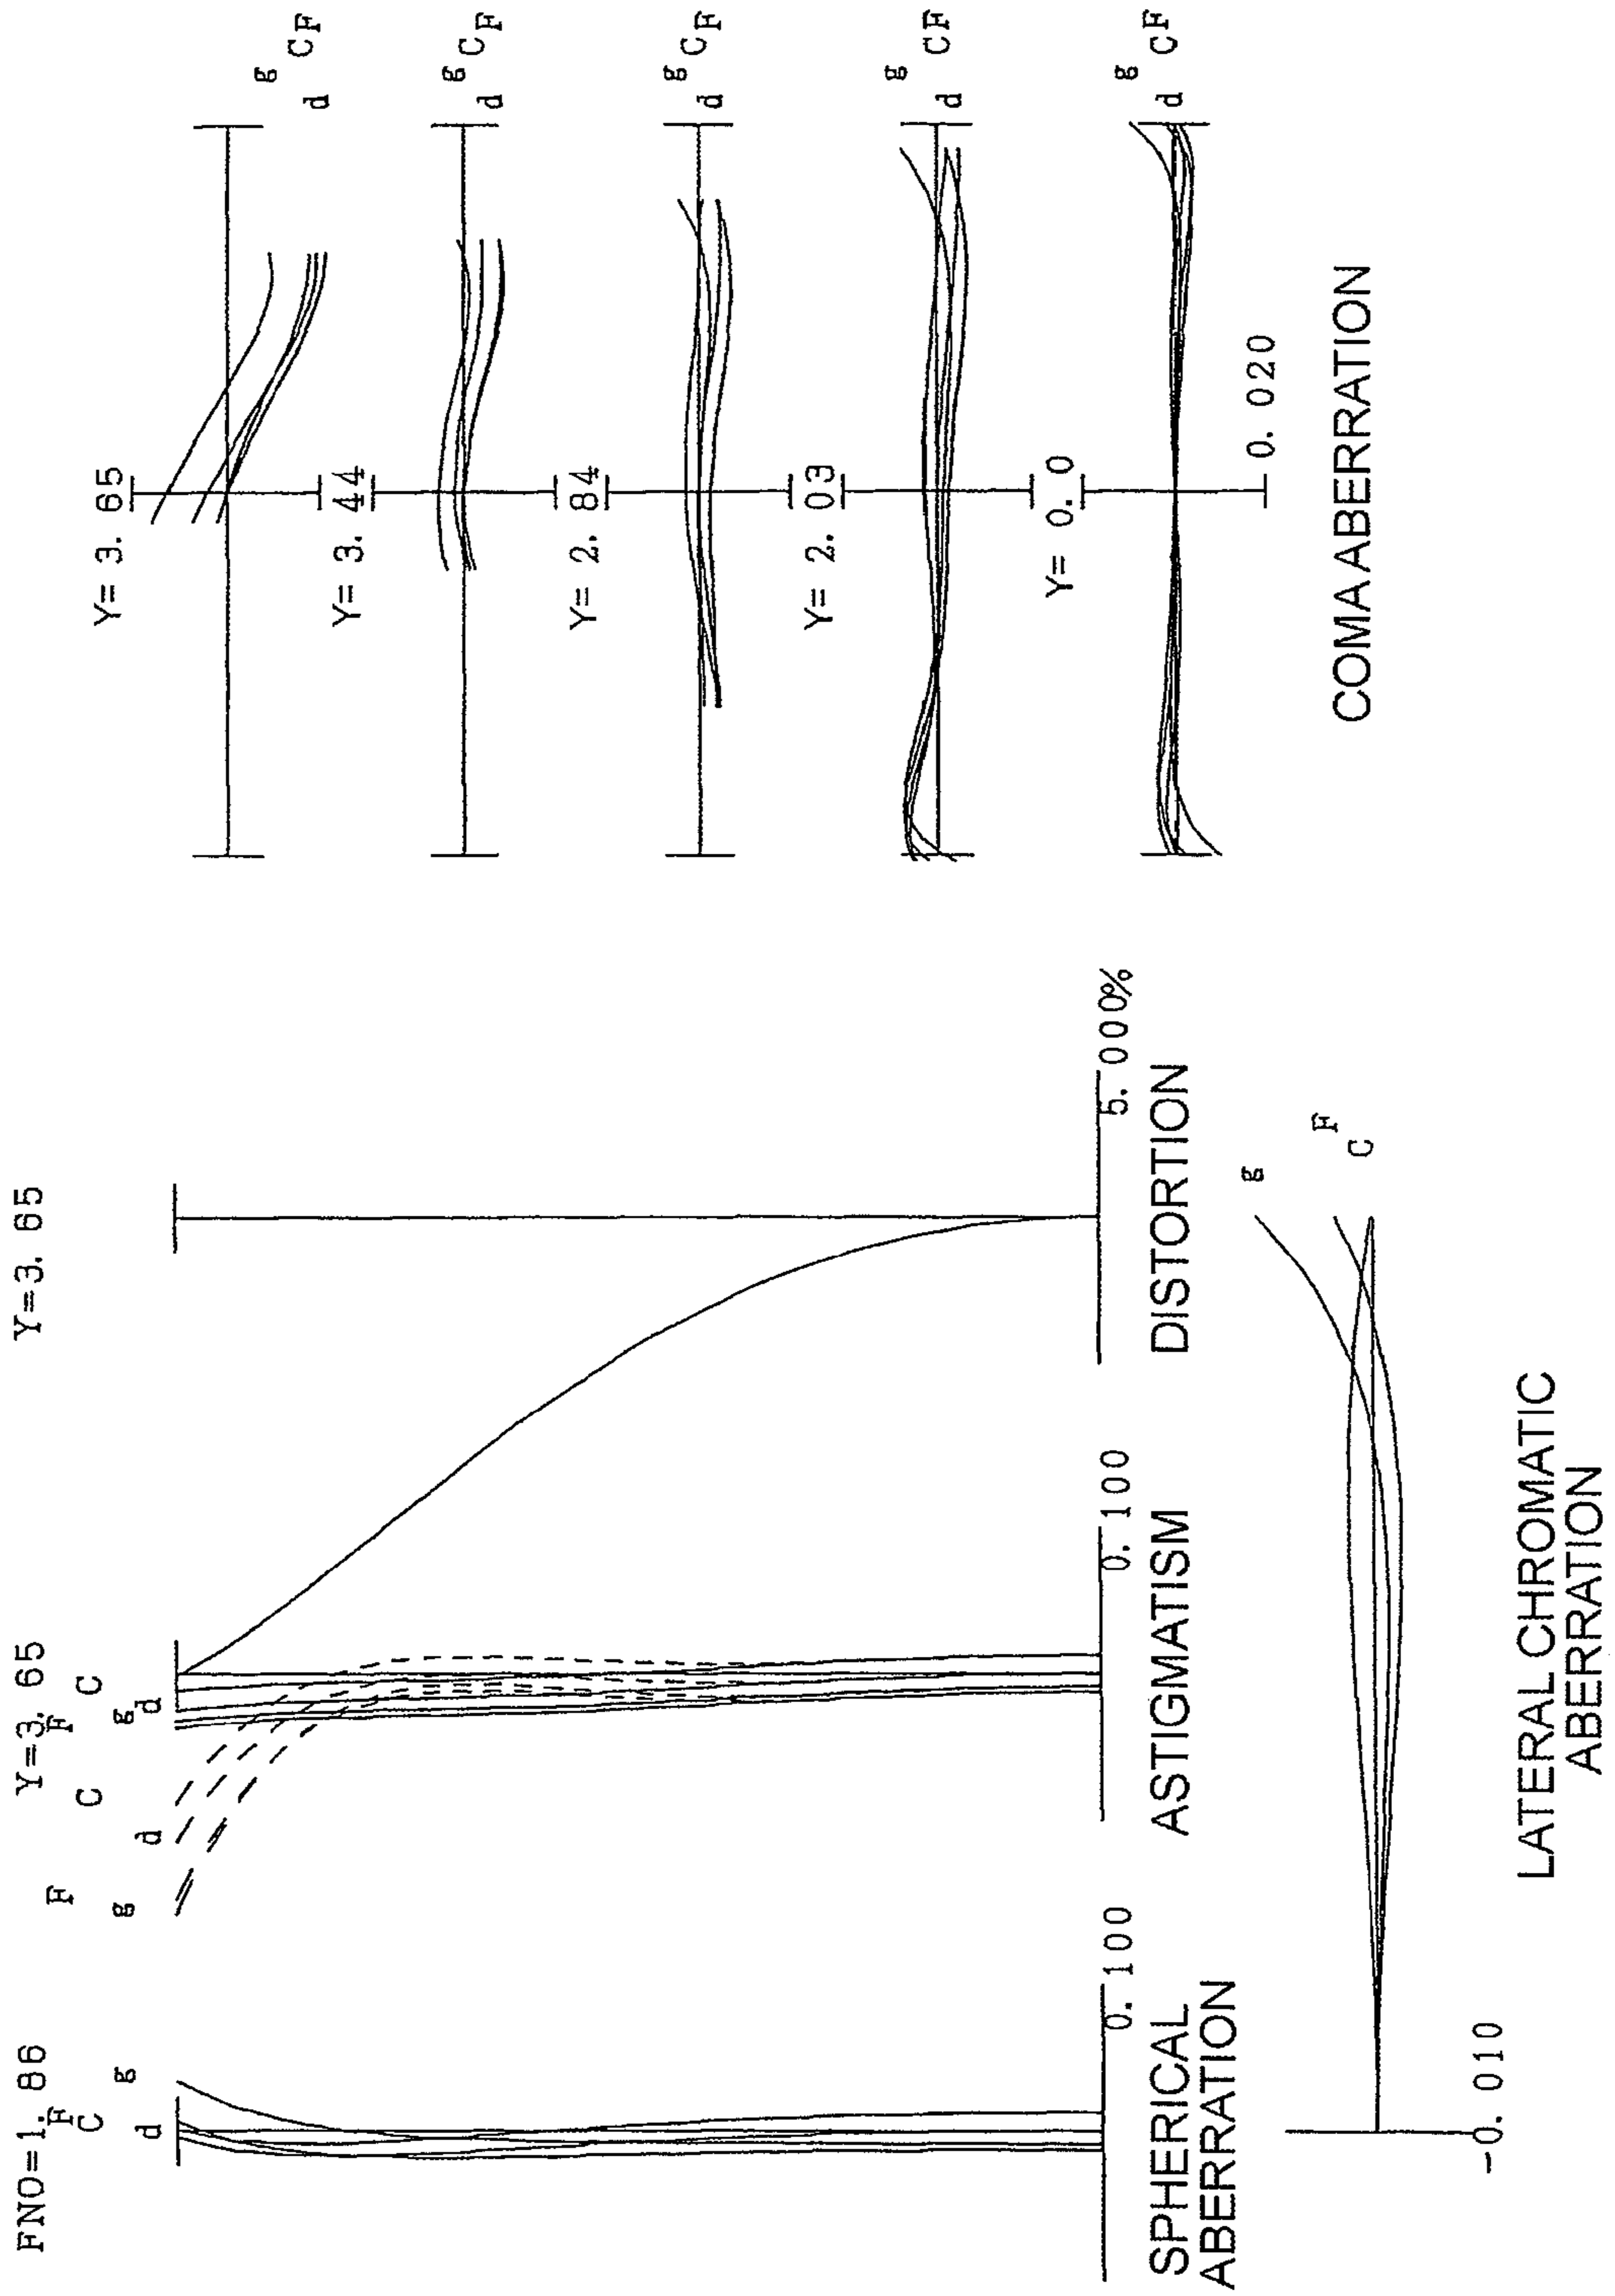 FNO=1. 86
F
C
g
d
0. 100
SPHERICAL
ABERRATION
Y=3. 65
F
C
g
d
F
C
g
d
0. 100
ASTIGMATISM
Y=3. 65
5. 000%
DISTORTION
g
F
C
-0. 010
LATERAL CHROMATIC
ABERRATION
Y= 3. 65
g
C F
d
Y= 3. 44
g
C F
d
Y= 2. 84
g
C F
d
Y= 2. 03
g
C F
d
Y= 0. 0
g
C F
d
0. 020
COMA ABERRATION